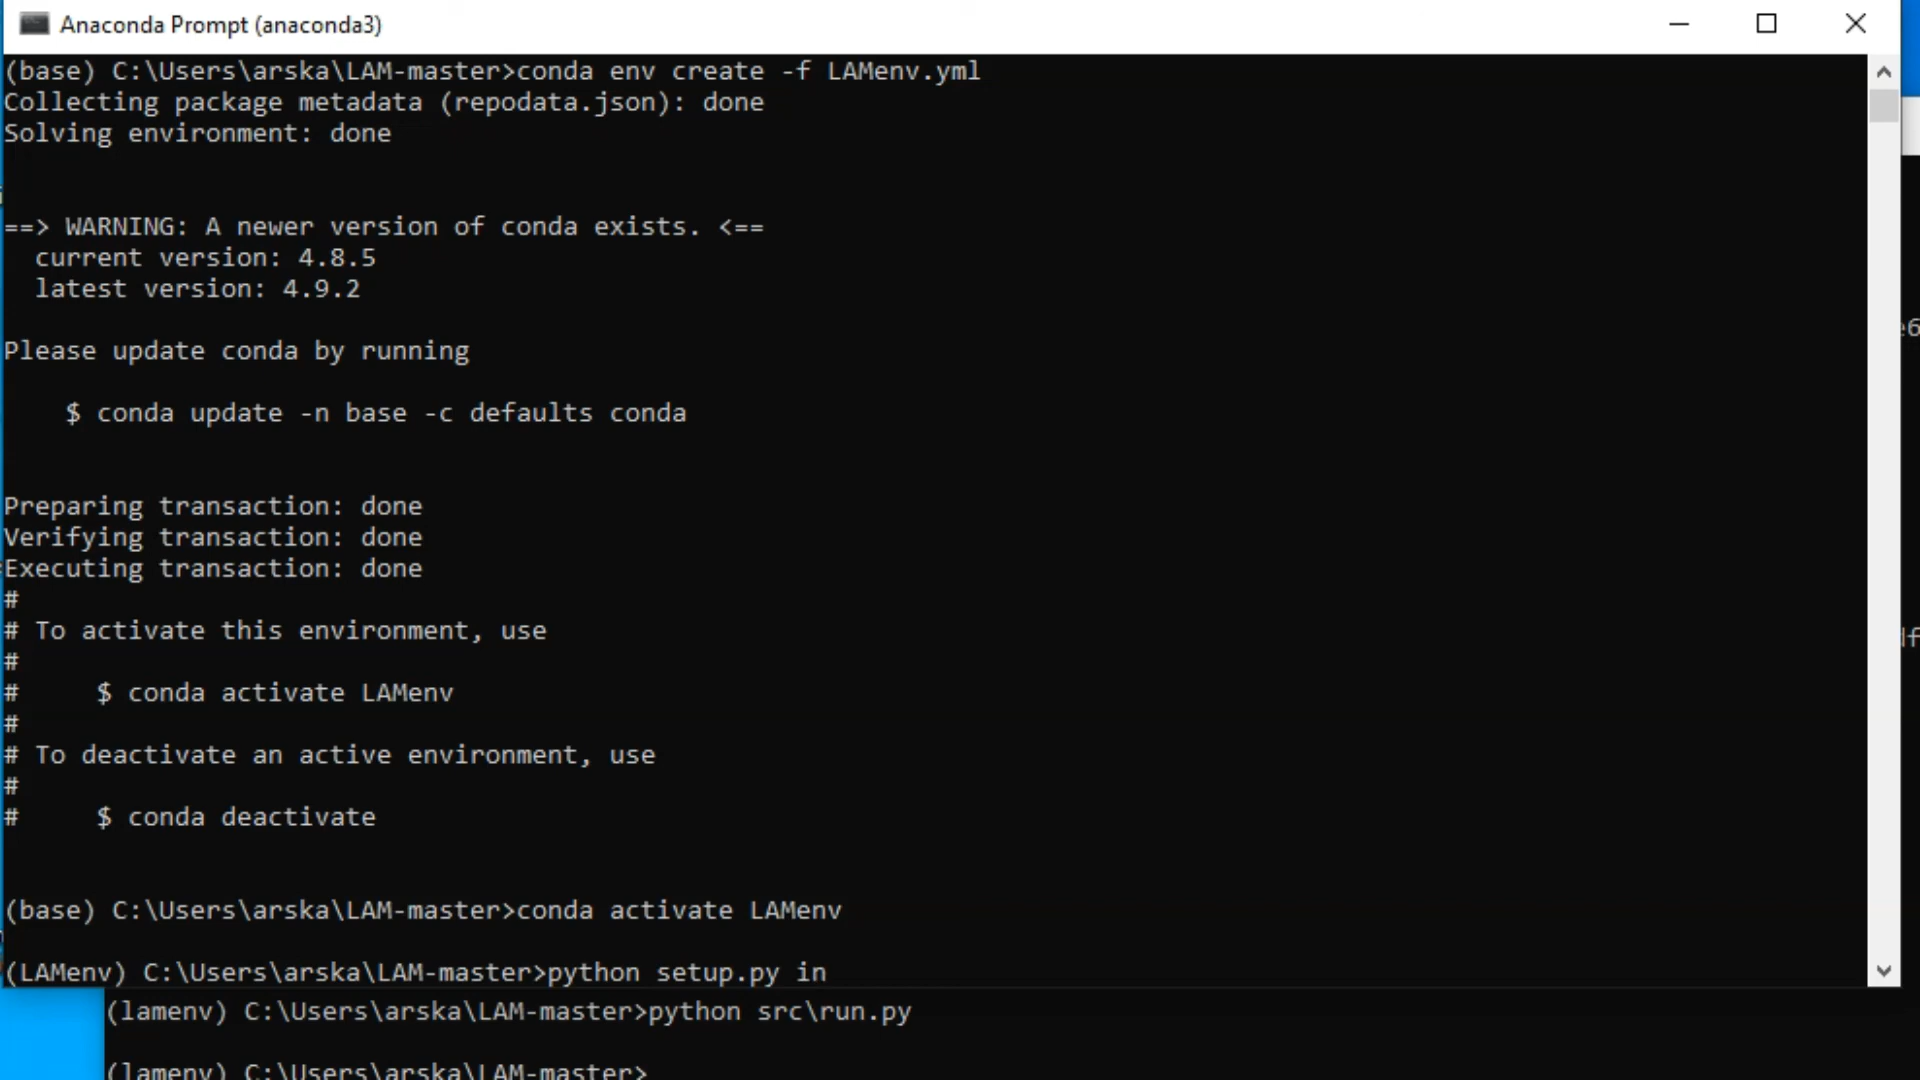 Anaconda Prompt (anaconda3)
(base) C:\Users\arska\LAM-master>conda env create -f LAMenv.yml
Collecting package metadata (repodata.json): done
Solving environment: done
==> WARNING: A newer version of conda exists. <==
current version: 4.8.5
latest version: 4.9.2
Please update conda by running
$ conda update -n base -c defaults conda
Preparing transaction: done
Verifying transaction: done
Executing transaction: done
#
# To activate this environment, use
#
# $ conda activate LAMenv
#
# To deactivate an active environment, use
#
# $ conda deactivate
(base) C:\Users\arska\LAM-master>conda activate LAMenv
(LAMenv) C:\Users\arska\LAM-master>python setup.py in
(lamenv) C:\Users\arska\LAM-master>python src\run.py
(lamenv) C:\Users\arska\LAM-master>